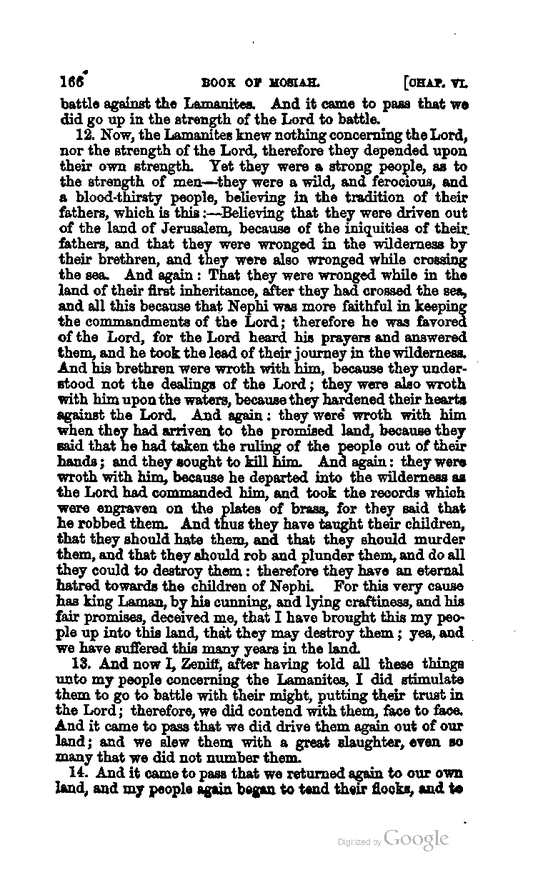 166 BOOK OF MOSIAH. [CHAP. VI.
battle against the Lamanites. And it came to pass that we
did go up in the strength of the Lord to battle.
12. Now, the Lamanites knew nothing concerning the Lord,
nor the strength of the Lord, therefore they depended upon
their own strength. Yet they were a strong people, as to
the strength of men—they were a wild, and ferocious, and
a blood-thirsty people, believing in the tradition of their
fathers, which is this:—Believing that they were driven out
of the land of Jerusalem, because of the iniquities of their
fathers, and that they were wronged in the wilderness by
their brethren, and they were also wronged while crossing
the sea. And again: That they were wronged while in the
land of their first inheritance, after they had crossed the sea,
and all this because that Nephi was more faithful in keeping
the commandments of the Lord; therefore he was favored
of the Lord, for the Lord heard his prayers and answered
them, and he took the lead of their journey in the wilderness.
And his brethren were wroth with him, because they under-
stood not the dealings of the Lord; they were also wroth
with him upon the waters, because they hardened their hearts
against the Lord. And again: they were wroth with him
when they had arriven to the promised land, because they
said that he had taken the ruling of the people out of their
hands; and they sought to kill him. And again: they were
wroth with him, because he departed into the wilderness as
the Lord had commanded him, and took the records which
were engraven on the plates of brass, for they said that
he robbed them. And thus they have taught their children,
that they should hate them, and that they should murder
them, and that they should rob and plunder them, and do all
they could to destroy them: therefore they have an eternal
hatred towards the children of Nephi. For this very cause
has king Laman, by his cunning, and lying craftiness, and his
fair promises, deceived me, that I have brought this my peo-
ple up into this land, that they may destroy them; yea, and
we have suffered this many years in the land.
13. And now I, Zeniff, after having told all these things
unto my people concerning the Lamanites, I did stimulate
them to go to battle with their might, putting their trust in
the Lord; therefore, we did contend with them, face to face.
And it came to pass that we did drive them again out of our
land; and we slew them with a great slaughter, even so
many that we did not number them.
14. And it came to pass that we returned again to our own
land, and my people again began to tend their flocks, and to
Digitized by Google